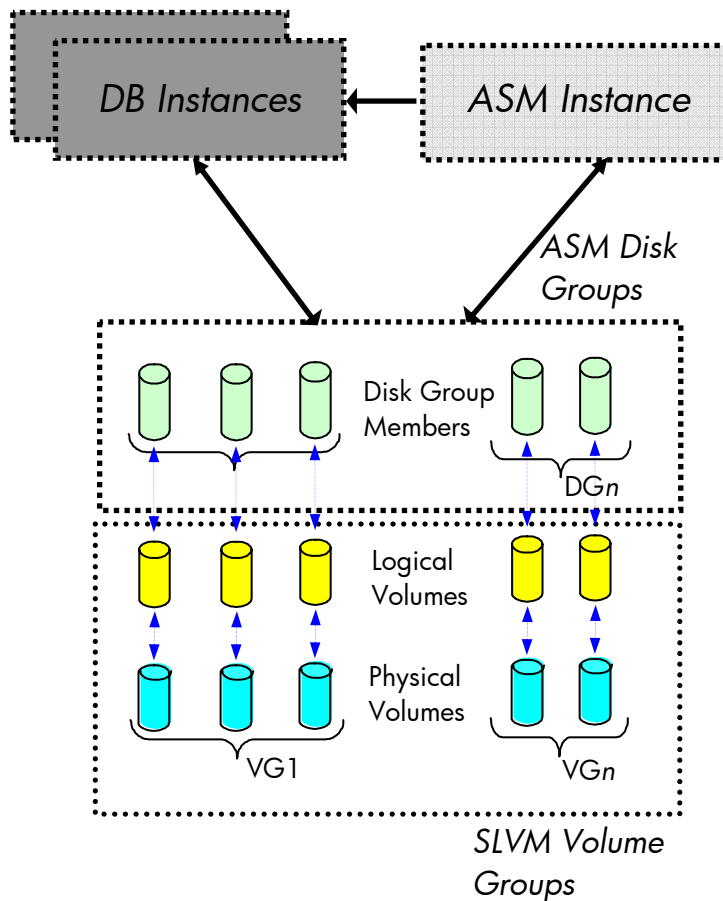 DB Instances
ASM Instance
ASM Disk
Groups
Disk Group
Members
DGn
Logical
Volumes
Physical
Volumes
VG1
VGn
SLVM Volume
Groups